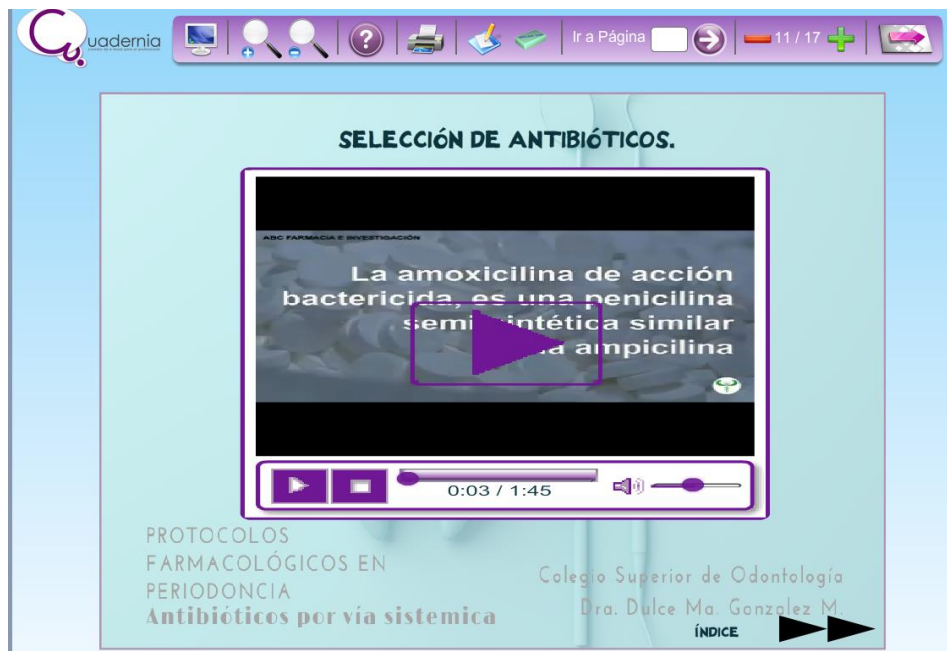 Cuadernia
Ir a Página
11 / 17
SELECCIÓN DE ANTIBIÓTICOS.
ABC FARMACIA E INVESTIGACIÓN
La amoxicilina de acción
bactericida, es una penicilina
semisintética similar
a ampicilina
0:03 / 1:45
PROTOCOLOS
FARMACOLÓGICOS EN
PERIODONCIA
Antibióticos por vía sistemica
Colegio Superior de Odontología
Dra. Dulce Ma. Gonzalez M.
ÍNDICE